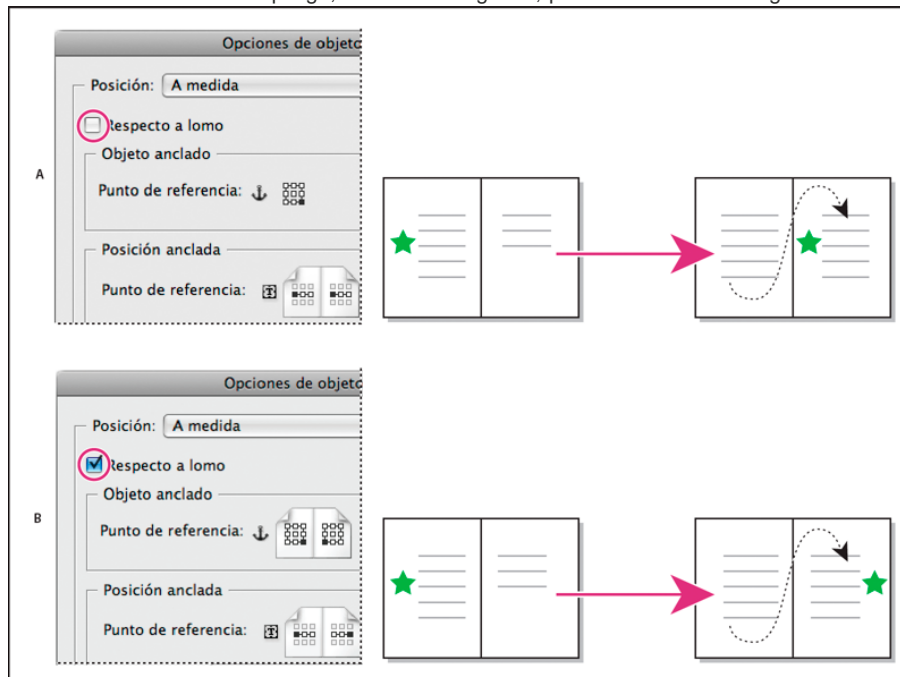 Opciones de objeto
Posición: A medida
Respecto a lomo
Objeto anclado
A
Punto de referencia:
Posición anclada
Punto de referencia:
Opciones de objeto
Posición: A medida
Respecto a lomo
Objeto anclado
B
Punto de referencia:
Posición anclada
Punto de referencia: